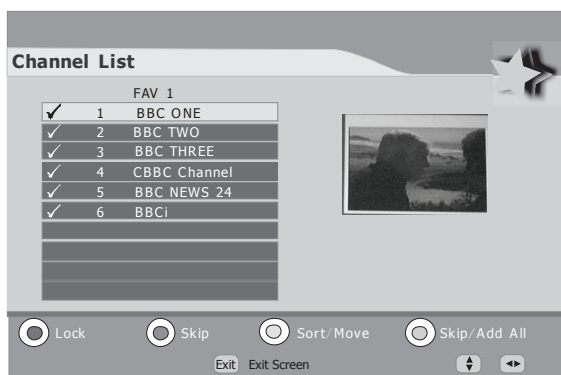 Channel List
FAV 1
✓ 1 BBC ONE
✓ 2 BBC TWO
✓ 3 BBC THREE
✓ 4 CBBC Channel
✓ 5 BBC NEWS 24
✓ 6 BBCi
Lock Skip Sort/Move Skip/Add All
Exit Exit Screen